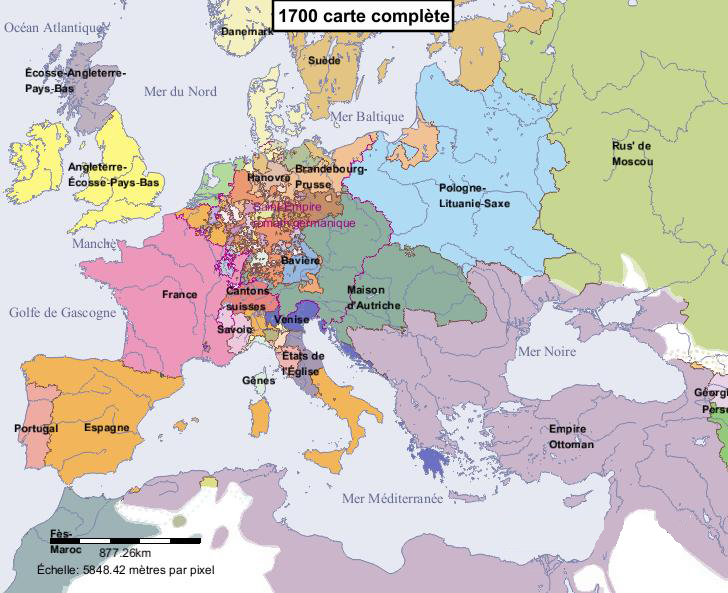 1700 carte complète
Océan Atlantique
Danemark
Suède
Écosse-Angleterre-
Pays-Bas
Mer du Nord
Mer Baltique
Rus' de
Moscou
Angleterre-
Écosse-Pays-Bas
Hanovre
Brandebourg-
Prusse
Pologne-
Lituanie-Saxe
Saint-Empire
romain germanique
Manche
Bavière
France
Cantons
suisses
Maison
d'Autriche
Golfe de Gascogne
Savoie
Venise
Mer Noire
États de
l'Église
Gênes
Géorgi
Perse
Portugal
Espagne
Empire
Ottoman
Mer Méditerranée
Fès-
Maroc
877.26km
Échelle: 5848.42 mètres par pixel